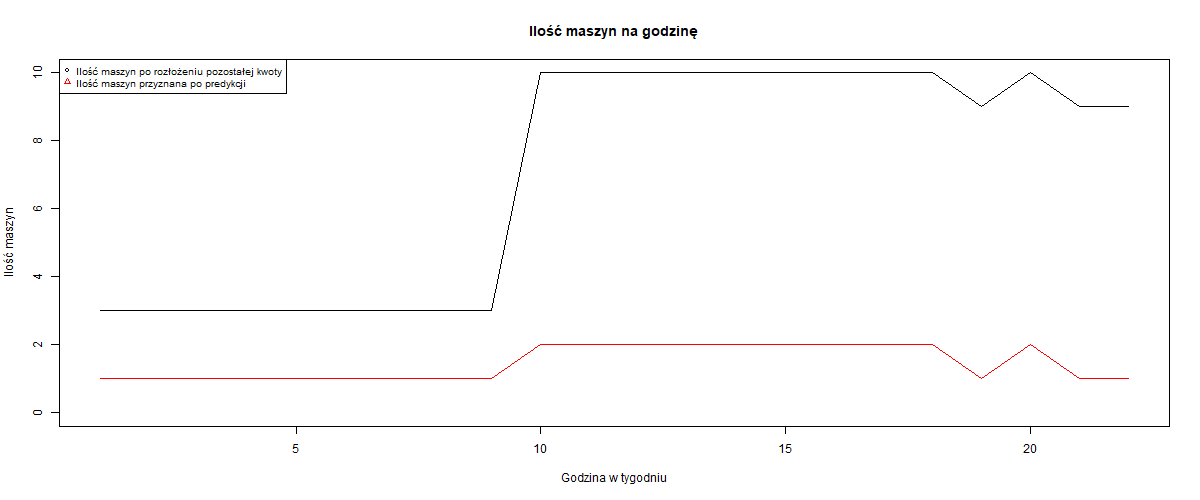 Ilość maszyn na godzinę
Ilość maszyn po rozłożeniu pozostałej kwoty
Ilość maszyn przyznana po predykcji
Ilość maszyn
10
8
6
4
2
0
5
10
15
20
Godzina w tygodniu